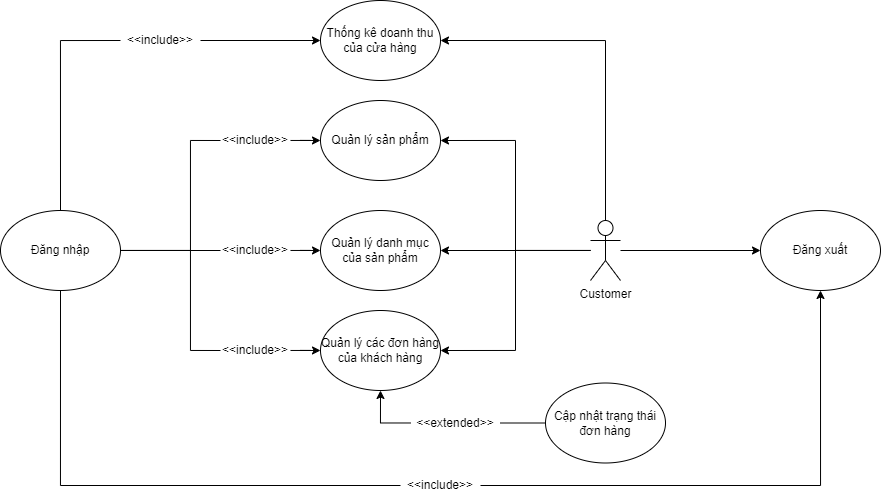 <<include>>
Thống kê doanh thu
của cửa hàng
<<include>>
Quản lý sản phẩm
Đăng nhập
<<include>>
Quản lý danh mục
của sản phẩm
Customer
Đăng xuất
<<include>>
Quản lý các đơn hàng
của khách hàng
<<extended>>
Cập nhật trạng thái
đơn hàng
<<include>>